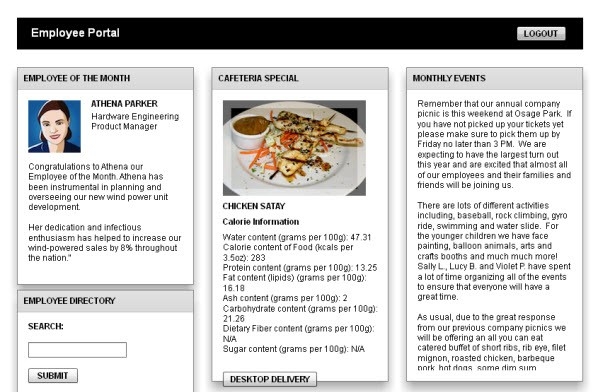 Employee Portal
LOGOUT
EMPLOYEE OF THE MONTH
ATHENA PARKER
Hardware Engineering
Product Manager
Congratulations to Athena our
Employee of the Month. Athena has
been instrumental in planning and
overseeing our new wind power unit
development.
Her dedication and infectious
enthusiasm has helped to increase our
wind-powered sales by 8% throughout
the nation."
EMPLOYEE DIRECTORY
SEARCH:
SUBMIT
CAFETERIA SPECIAL
CHICKEN SATAY
Calorie Information
Water content (grams per 100g): 47.31
Calorie content of Food (kcals per
3.5oz): 283
Protein content (grams per 100g): 13.25
Fat content (lipids) (grams per 100g):
16.18
Ash content (grams per 100g): 2
Carbohydrate content (grams per 100g):
21.26
Dietary Fiber content (grams per 100g):
N/A
Sugar content (grams per 100g): N/A
DESKTOP DELIVERY
MONTHLY EVENTS
Remember that our annual company
picnic is this weekend at Osage Park. If
you have not picked up your tickets yet
please make sure to pick them up by
Friday no later than 3 PM. We are
expecting to have the largest turn out
this year and are excited that almost all
of our employees and their families and
friends will be joining us.
There are lots of different activities
including, baseball, rock climbing, gyro
ride, swimming and water slide. For
the younger children we have face
painting, balloon animals, arts and
crafts booths and much much more!
Sally L., Lucy B. and Violet P. have spent
a lot of time organizing all of the events
to ensure that everyone will have a
great time.
As usual, due to the great response
from our previous company picnics we
will be offering an all you can eat
catered buffet of short ribs, rib eye, filet
mignon, roasted chicken, barbeque
pork, hot dogs, some dim sum